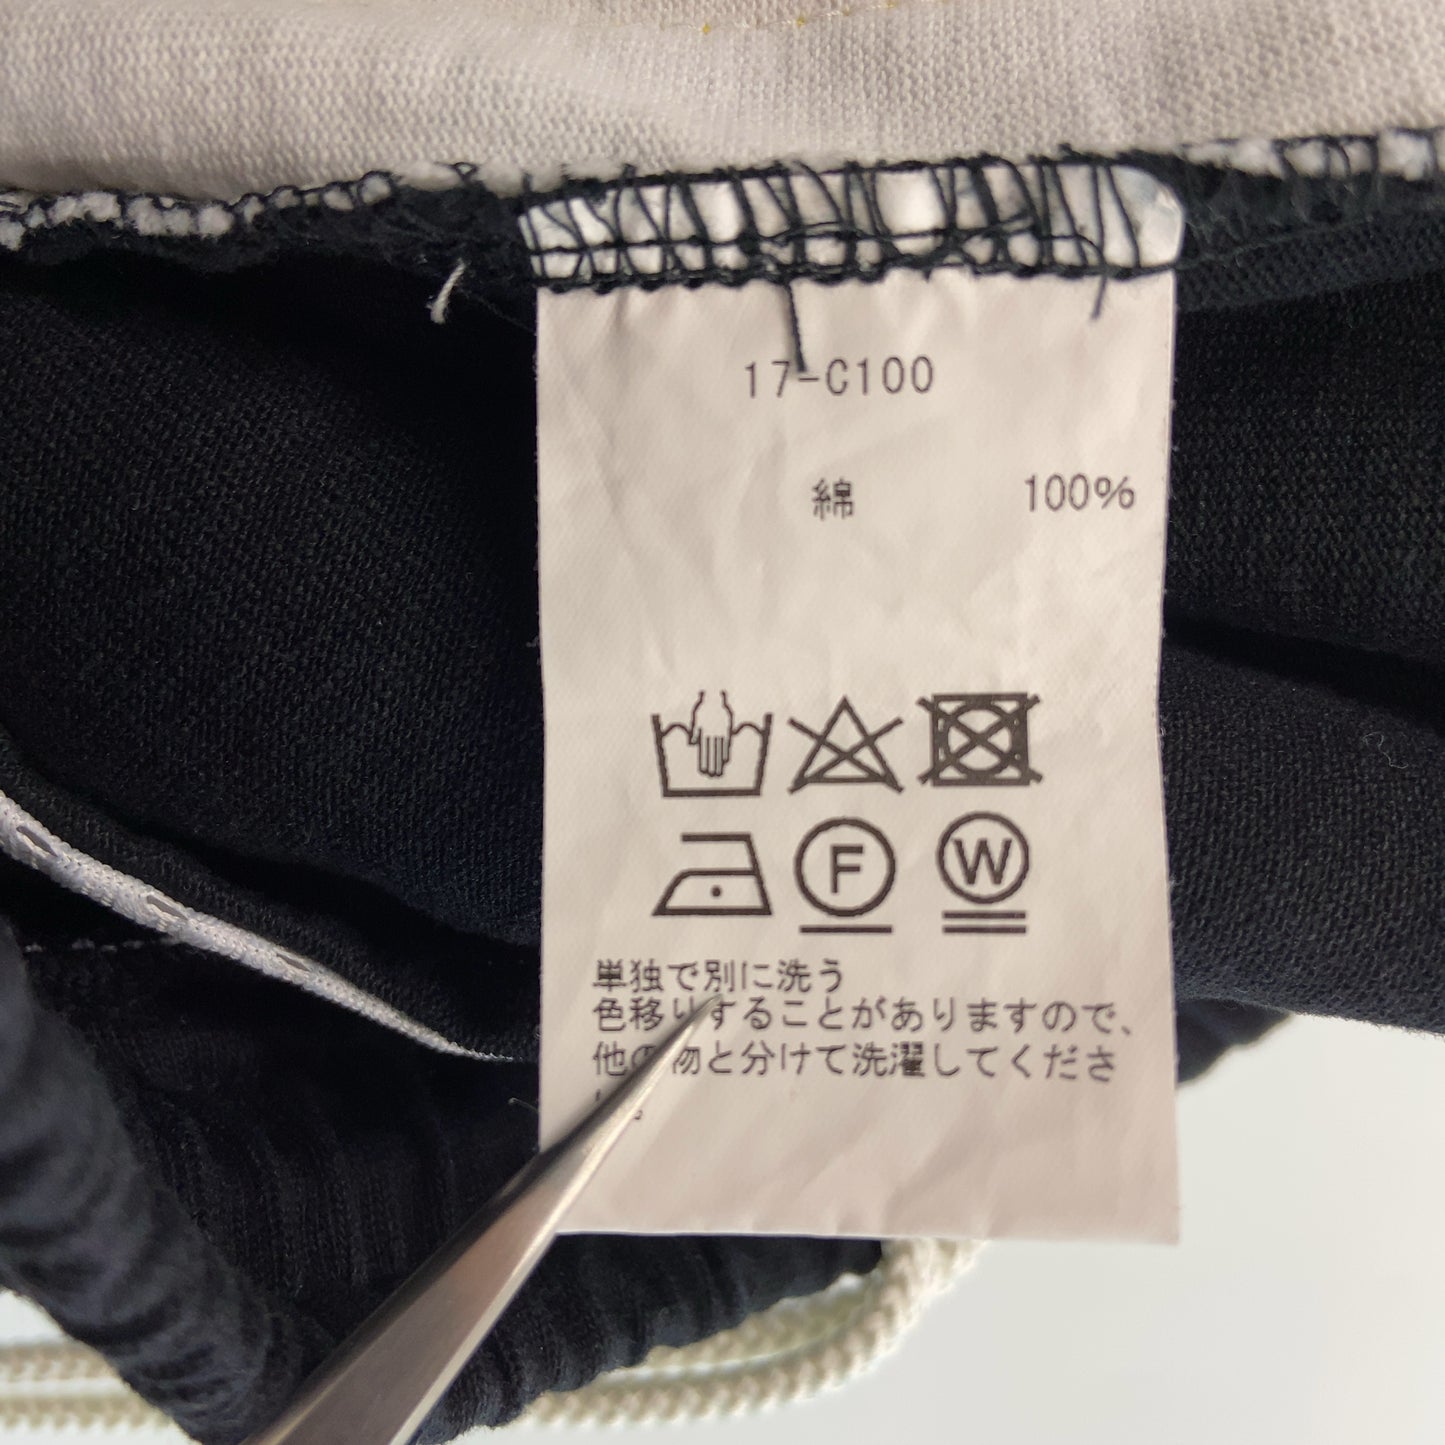 17-C100
綿 100%
F W
単独で別に洗う
色移りすることがありますので、
他の物と分けて洗濯してくださ
い。